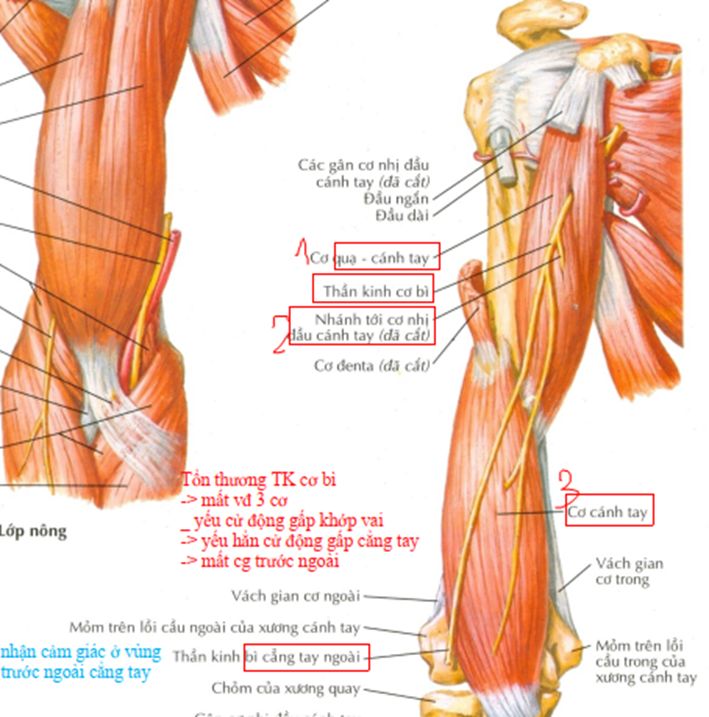 Các gân cơ nhị đầu
cánh tay (đã cắt)
Đầu ngắn
Đầu dài
1
Cơ quạ - cánh tay
Thần kinh cơ bì
2
Nhánh tới cơ nhị
đầu cánh tay (đã cắt)
Cơ đenta (đã cắt)
Tổn thương TK cơ bì
-> mất vđ 3 cơ
_ yếu cử động gấp khớp vai
-> yếu hẳn cử động gấp cẳng tay
-> mất cg trước ngoài
3
Cơ cánh tay
Lớp nông
Vách gian
cơ trong
Vách gian cơ ngoài
Mỏm trên lồi cầu ngoài của xương cánh tay
nhận cảm giác ở vùng
trước ngoài cẳng tay
Thần kinh bì cẳng tay ngoài
Mỏm trên lồi
cầu trong của
xương cánh tay
Chỏm của xương quay